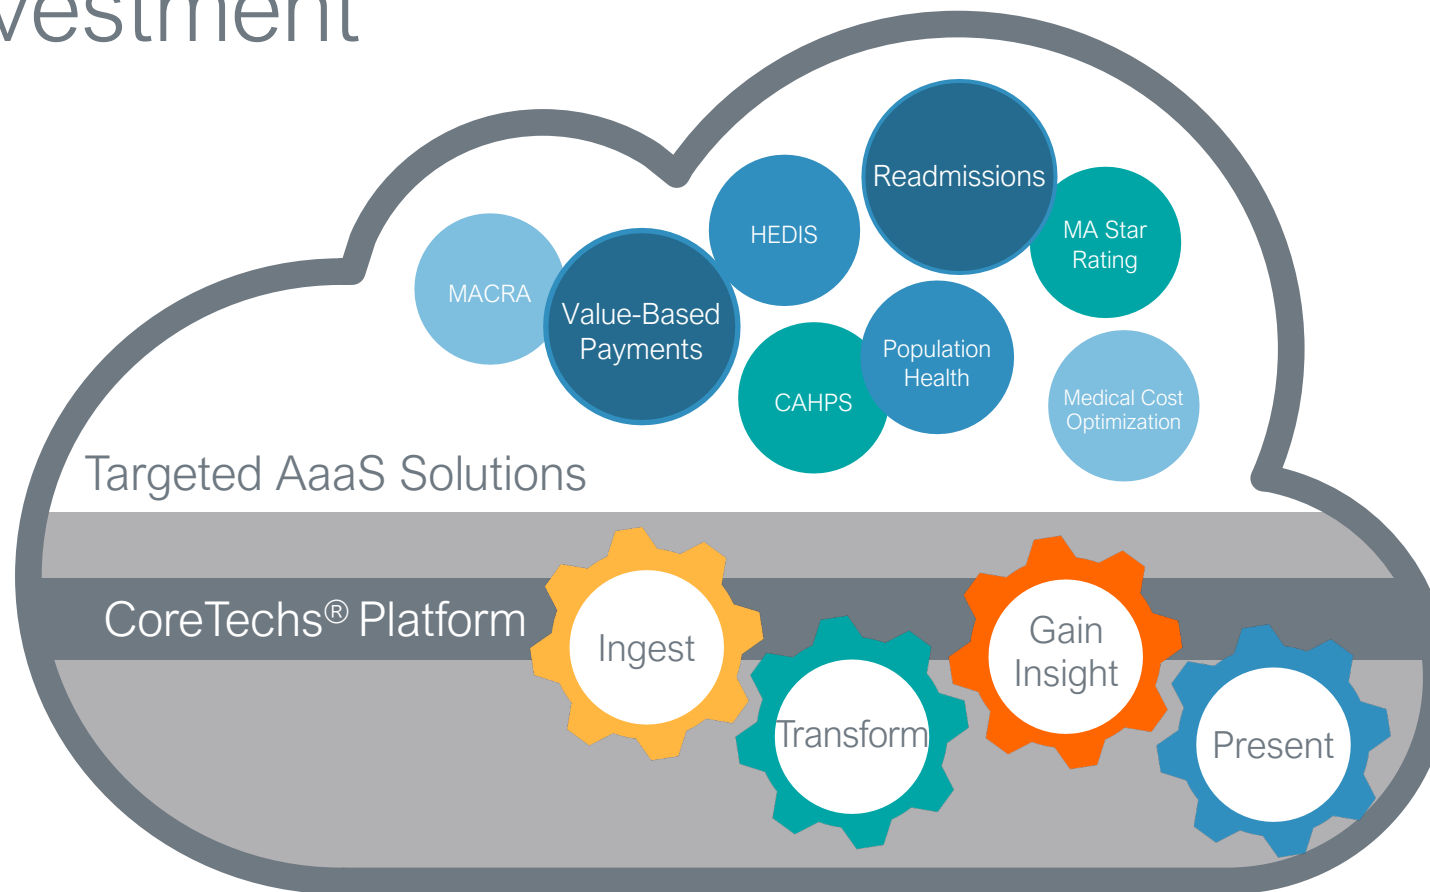 vestment
Readmissions
HEDIS
MA Star
Rating
MACRA
Value-Based
Payments
Population
Health
CAHPS
Medical Cost
Optimization
Targeted AaaS Solutions
CoreTechs® Platform
Ingest
Transform
Gain
Insight
Present